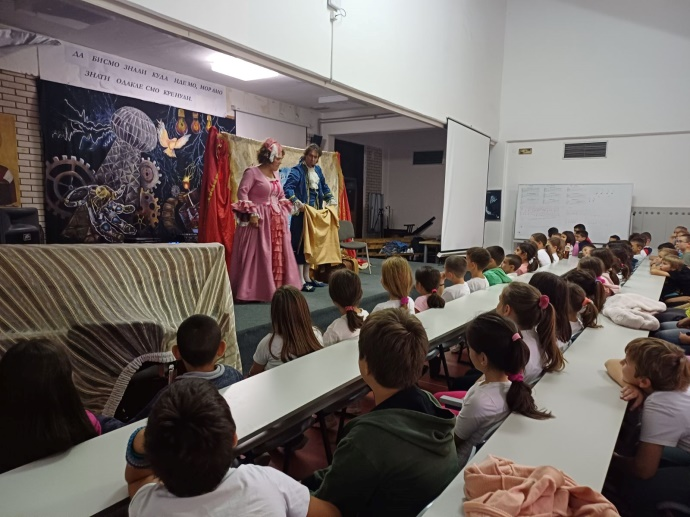 ДА БИСМО ЗНАЛИ КУДА ИДЕМО, МОРАМО
ЗНАТИ ОДАКЛЕ СМО КРЕНУЛИ.